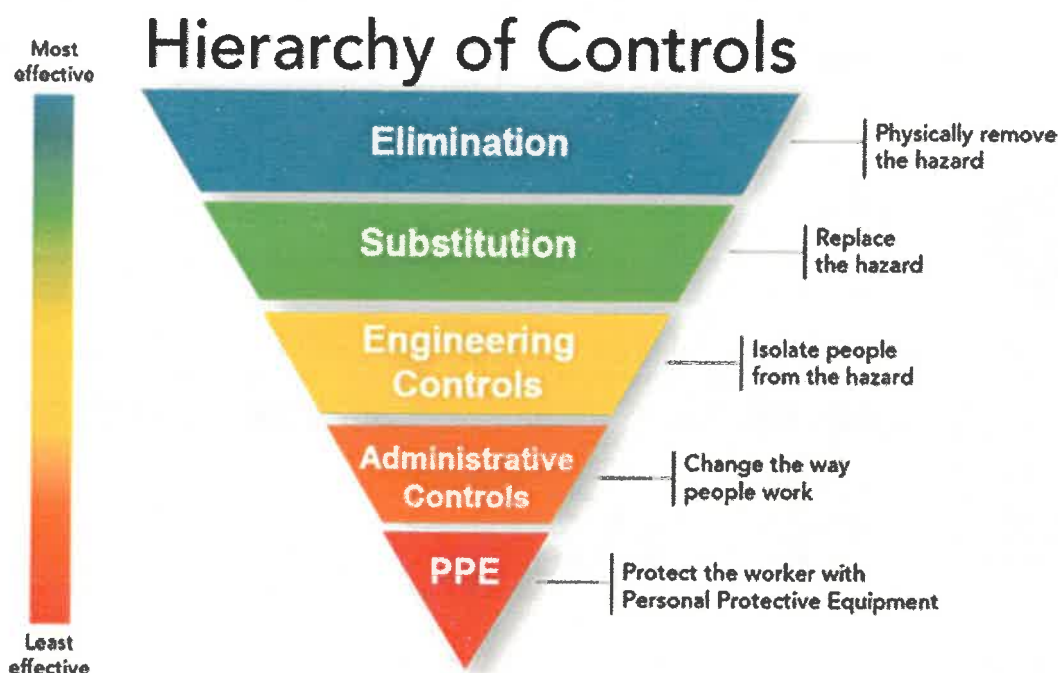 Hierarchy of Controls
Most
effective
Elimination
Physically remove
the hazard
Substitution
Replace
the hazard
Engineering
Controls
Isolate people
from the hazard
Administrative
Controls
Change the way
people work
PPE
Protect the worker with
Personal Protective Equipment
Least
effective